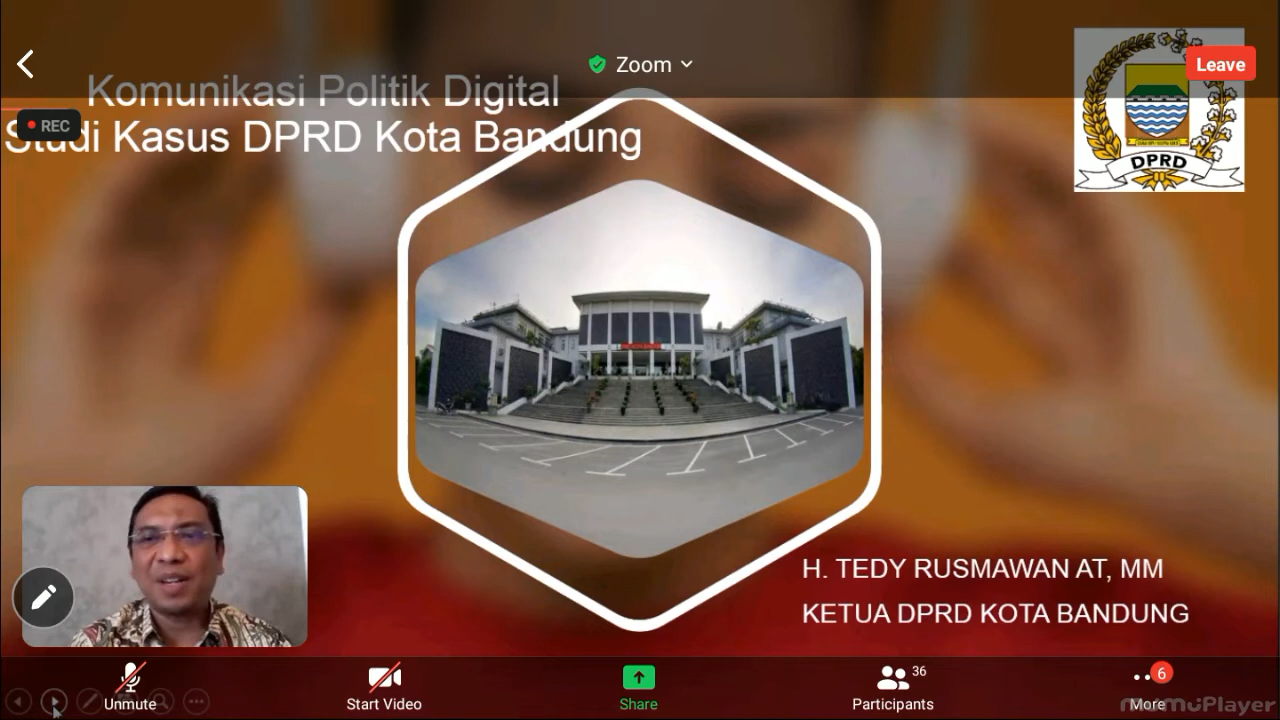 Zoom
Leave
Komunikasi Politik Digital
REC
Studi Kasus DPRD Kota Bandung
DPRD
H. TEDY RUSMAWAN AT, MM
KETUA DPRD KOTA BANDUNG
Unmute
Start Video
Share
36
Participants
6
More
MuMuPlayer